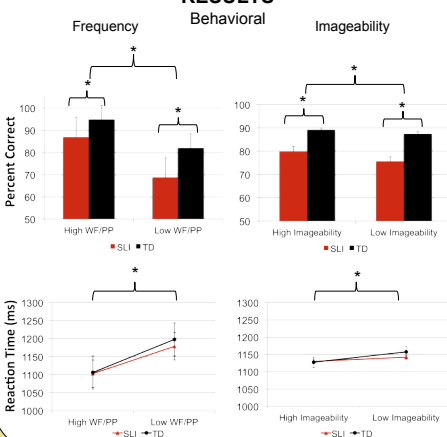 RESULTS
Behavioral
Frequency
Imageability
*
*
*
*
*
*
Percent Correct
100
90
80
70
60
50
High WF/PP
Low WF/PP
SLI
TD
100
90
80
70
60
50
High Imageability
Low Imageability
SLI
TD
*
*
Reaction Time (ms)
1300
1250
1200
1150
1100
1050
1000
High WF/PP
Low WF/PP
SLI
TD
1300
1250
1200
1150
1100
1050
1000
High Imageability
Low Imageability
SLI
TD